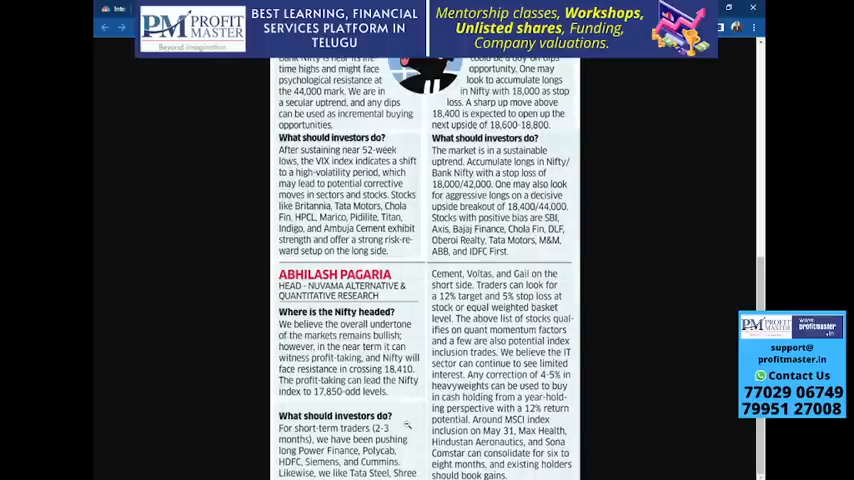 Inte
PM PROFIT MASTER
Beyond imagination
BEST LEARNING, FINANCIAL
SERVICES PLATFORM IN
TELUGU
Mentorship classes, Workshops,
Unlisted shares, Funding,
Company valuations.
Bank Nifty is near its life-
time highs and might face
psychological resistance at
the 44,000 mark. We are in
a secular uptrend, and any dips
can be used as incremental buying
opportunities.
What should investors do?
After sustaining near 52-week
lows, the VIX index indicates a shift
to a high-volatility period, which
may lead to potential corrective
moves in sectors and stocks. Stocks
like Britannia, Tata Motors, Chola
Fin, HPCL, Marico, Pidilite, Titan,
Indigo, and Ambuja Cement exhibit
strength and offer a strong risk-re-
ward setup on the long side.
could be a buy on dips
opportunity. One may
look to accumulate longs
in Nifty with 18,000 as stop
loss. A sharp up move above
18,400 is expected to open up the
next upside of 18,600-18,800.
What should investors do?
The market is in a sustainable
uptrend. Accumulate longs in Nifty/
Bank Nifty with a stop loss of
18,000/42,000. One may also look
for aggressive longs on a decisive
upside breakout of 18,400/44,000.
Stocks with positive bias are SBI,
Axis, Bajaj Finance, Chola Fin, DLF,
Oberoi Realty, Tata Motors, M&M,
ABB, and IDFC First.
ABHILASH PAGARIA
HEAD - NUVAMA ALTERNATIVE &
QUANTITATIVE RESEARCH
Where is the Nifty headed?
We believe the overall undertone
of the markets remains bullish;
however, in the near term it can
witness profit-taking, and Nifty will
face resistance in crossing 18,410.
The profit-taking can lead the Nifty
index to 17,850-odd levels.
What should investors do?
For short-term traders (2-3
months), we have been pushing
long Power Finance, Polycab,
HDFC, Siemens, and Cummins.
Likewise, we like Tata Steel, Shree
Cement, Voltas, and Gail on the
short side. Traders can look for
a 12% target and 5% stop loss at
stock or equal weighted basket
level. The above list of stocks qual-
ifies on quant momentum factors
and a few are also potential index
inclusion trades. We believe the IT
sector can continue to see limited
interest. Any correction of 4-5% in
heavyweights can be used to buy
in cash holding from a year-hold-
ing perspective with a 12% return
potential. Around MSCI index
inclusion on May 31, Max Health,
Hindustan Aeronautics, and Sona
Comstar can consolidate for six to
eight months, and existing holders
should book gains.
PM PROFIT MASTER
www.
profitmaster.in
support@
profitmaster.in
Contact Us
77029 06749
79951 27008